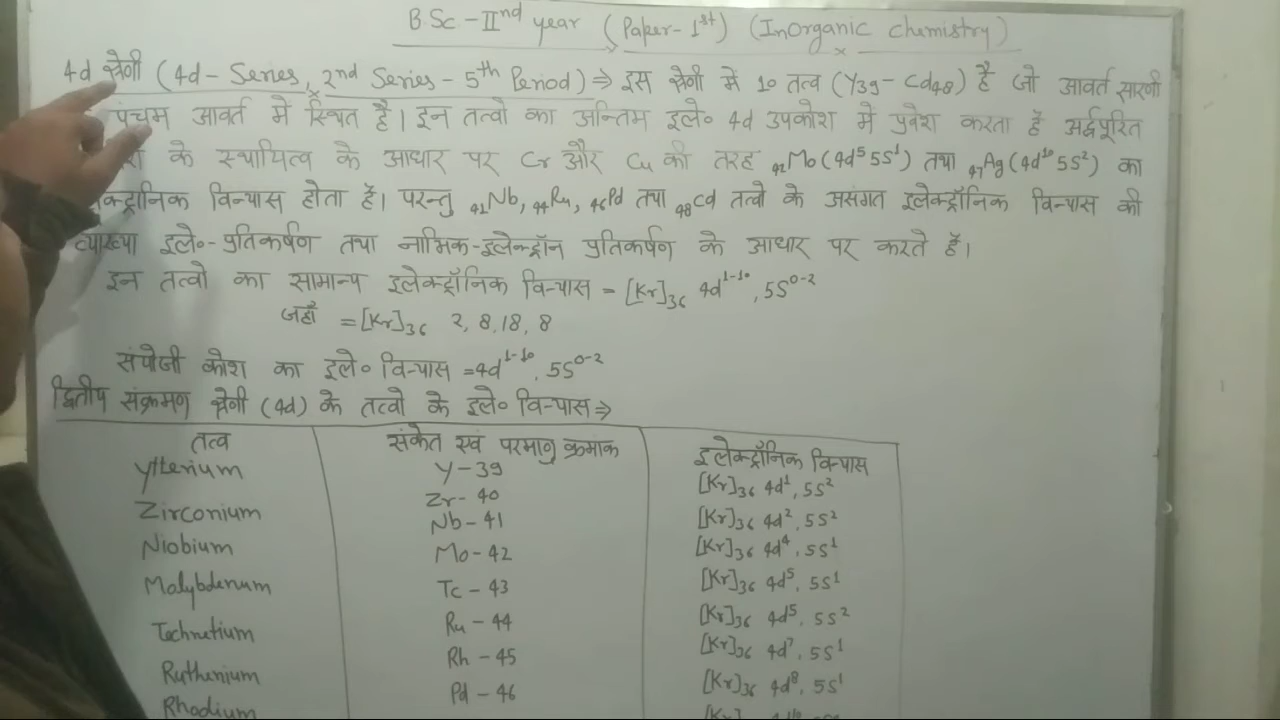 B.Sc - IInd year (Paper - 1st) (InOrganic chemistry)
4d श्रेणी (4d - Series, 2nd Series - 5th Period) ⇒ इस श्रेणी में 10 तत्व (Y39 - Cd48) है जो आवर्त सारणी
पंचम आवर्त में स्थित है। इन तत्वो का अन्तिम इले० 4d उपकोश में प्रवेश करता है अर्द्धपूरित
के स्थायित्व के आधार पर Cr और Cu की तरह 42Mo(4d⁵5S¹) तथा 47Ag(4d¹⁰5S²) का
क्ट्रानिक विन्यास होता है। परन्तु 41Nb, 44Ru, 46Pd तथा 48Cd तत्वो के असंगत इलेक्ट्रॉनिक विन्यास की
व्याख्या इले०-प्रतिकर्षण तथा नाभिक-इलेक्ट्रॉन प्रतिकर्षण के आधार पर करते हैं।
इन तत्वो का सामान्य इलेक्ट्रॉनिक विन्यास = [Kr]36 4d¹⁻¹⁰, 5S⁰⁻²
जहाँ = [Kr]36 2, 8, 18, 8
संयोजी कोश का इले० विन्यास = 4d¹⁻¹⁰, 5S⁰⁻²
द्वितीय संक्रमण श्रेणी (4d) के तत्वो के इले० विन्यास ⇒
तत्व संकेत एवं परमाणु क्रमांक इलेक्ट्रॉनिक विन्यास
Ytterium Y - 39 [Kr]36 4d¹, 5S²
Zirconium Zr - 40 [Kr]36 4d², 5S²
Niobium Nb - 41 [Kr]36 4d⁴, 5S¹
Molybdenum Mo - 42 [Kr]36 4d⁵, 5S¹
Technetium Tc - 43 [Kr]36 4d⁵, 5S²
Ruthenium Ru - 44 [Kr]36 4d⁷, 5S¹
Rhodium Rh - 45 [Kr]36 4d⁸, 5S¹
Pd - 46